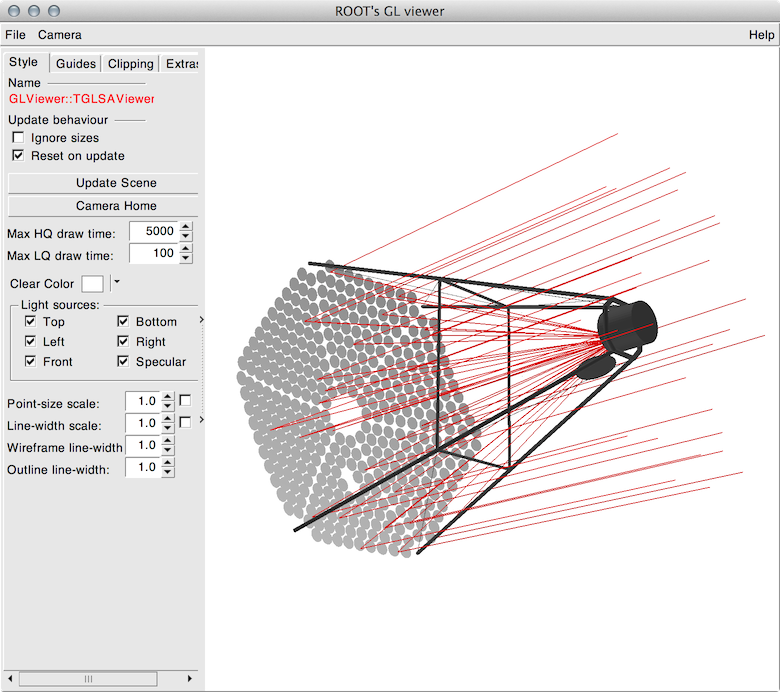 ROOT's GL viewer
File Camera Help
Style Guides Clipping Extras
Name
GLViewer::TGLSAViewer
Update behaviour
Ignore sizes
Reset on update
Update Scene
Camera Home
Max HQ draw time: 5000
Max LQ draw time: 100
Clear Color
Light sources:
Top Bottom
Left Right
Front Specular
Point-size scale: 1.0
Line-width scale: 1.0
Wireframe line-width 1.0
Outline line-width: 1.0